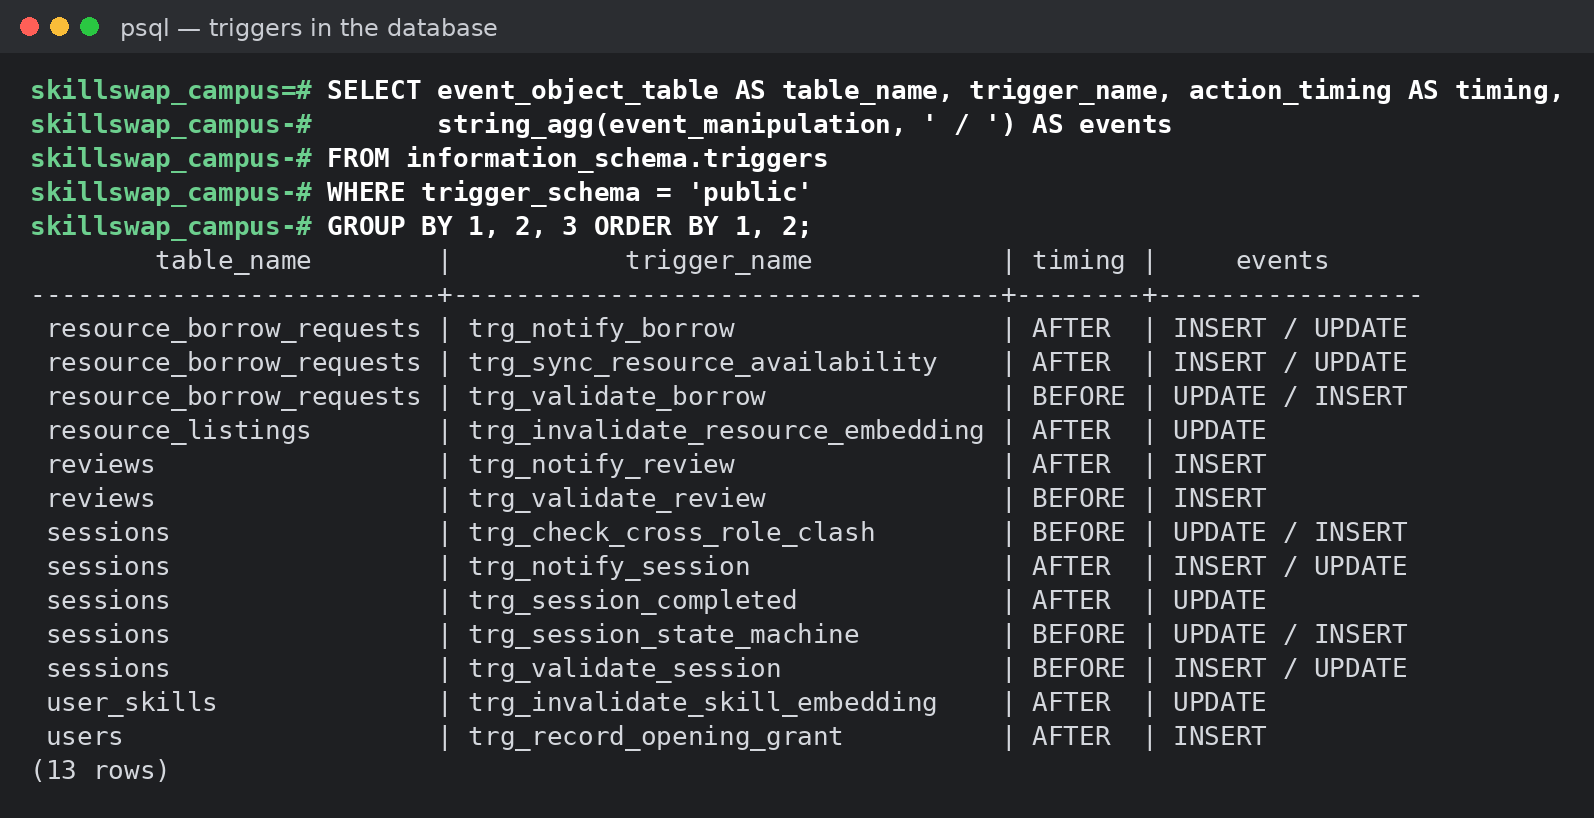 psql — triggers in the database
skillswap_campus=# SELECT event_object_table AS table_name, trigger_name, action_timing AS timing,
skillswap_campus-#        string_agg(event_manipulation, ' / ') AS events
skillswap_campus-# FROM information_schema.triggers
skillswap_campus-# WHERE trigger_schema = 'public'
skillswap_campus-# GROUP BY 1, 2, 3 ORDER BY 1, 2;
        table_name        |           trigger_name            | timing |     events
--------------------------+-----------------------------------+--------+-----------------
 resource_borrow_requests | trg_notify_borrow                 | AFTER  | INSERT / UPDATE
 resource_borrow_requests | trg_sync_resource_availability    | AFTER  | INSERT / UPDATE
 resource_borrow_requests | trg_validate_borrow               | BEFORE | UPDATE / INSERT
 resource_listings        | trg_invalidate_resource_embedding | AFTER  | UPDATE
 reviews                  | trg_notify_review                 | AFTER  | INSERT
 reviews                  | trg_validate_review               | BEFORE | INSERT
 sessions                 | trg_check_cross_role_clash        | BEFORE | UPDATE / INSERT
 sessions                 | trg_notify_session                | AFTER  | INSERT / UPDATE
 sessions                 | trg_session_completed             | AFTER  | UPDATE
 sessions                 | trg_session_state_machine         | BEFORE | UPDATE / INSERT
 sessions                 | trg_validate_session              | BEFORE | INSERT / UPDATE
 user_skills              | trg_invalidate_skill_embedding    | AFTER  | UPDATE
 users                    | trg_record_opening_grant          | AFTER  | INSERT
(13 rows)